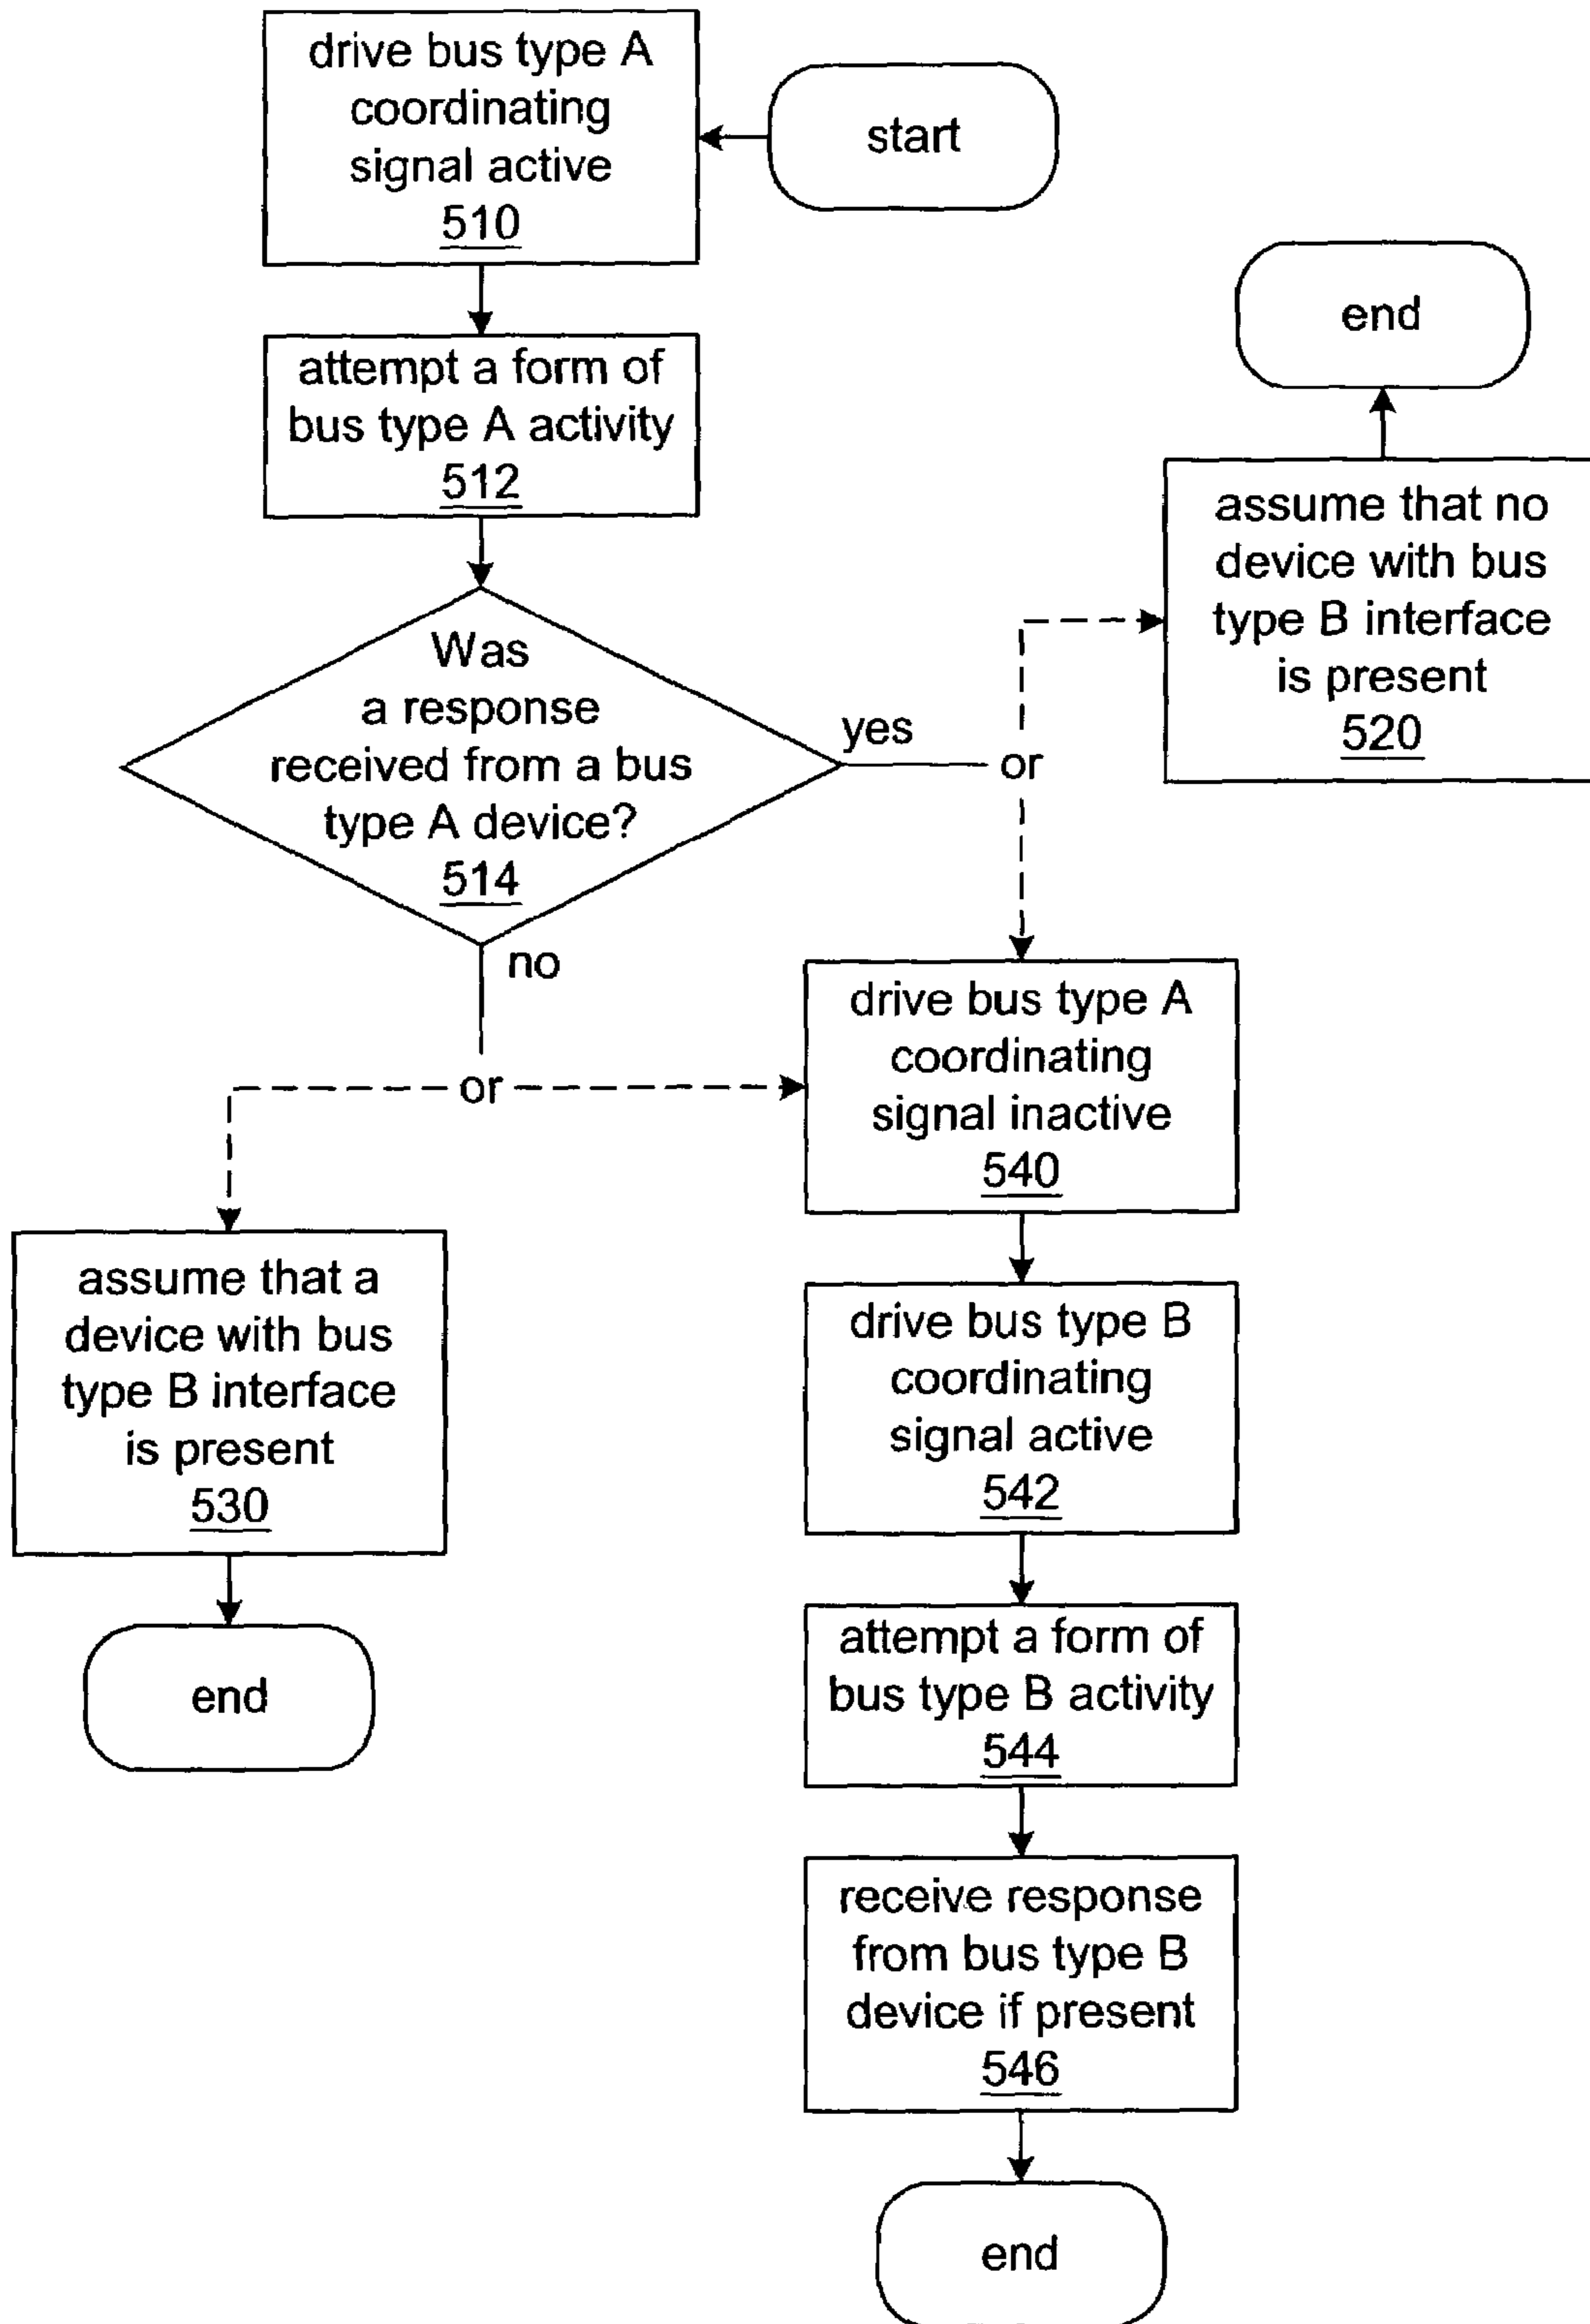 drive bus type A
coordinating
signal active
510
start
attempt a form of
bus type A activity
512
end
assume that no
device with bus
type B interface
is present
520
Was
a response
received from a bus
type A device?
514
yes
or
no
or
drive bus type A
coordinating
signal inactive
540
assume that a
device with bus
type B interface
is present
530
end
drive bus type B
coordinating
signal active
542
attempt a form of
bus type B activity
544
receive response
from bus type B
device if present
546
end